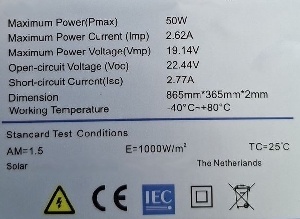 Maximum Power(Pmax) 50W
Maximum Power Current (Imp) 2.62A
Maximum Power Voltage(Vmp) 19.14V
Open-circuit Voltage (Voc) 22.44V
Short-circuit Current(Isc) 2.77A
Dimension 865mm*365mm*2mm
Working Temperature -40°C~+80°C
Standard Test Conditions
AM=1.5 E=1000W/m² TC=25°C
Solar The Netherlands
CE IEC